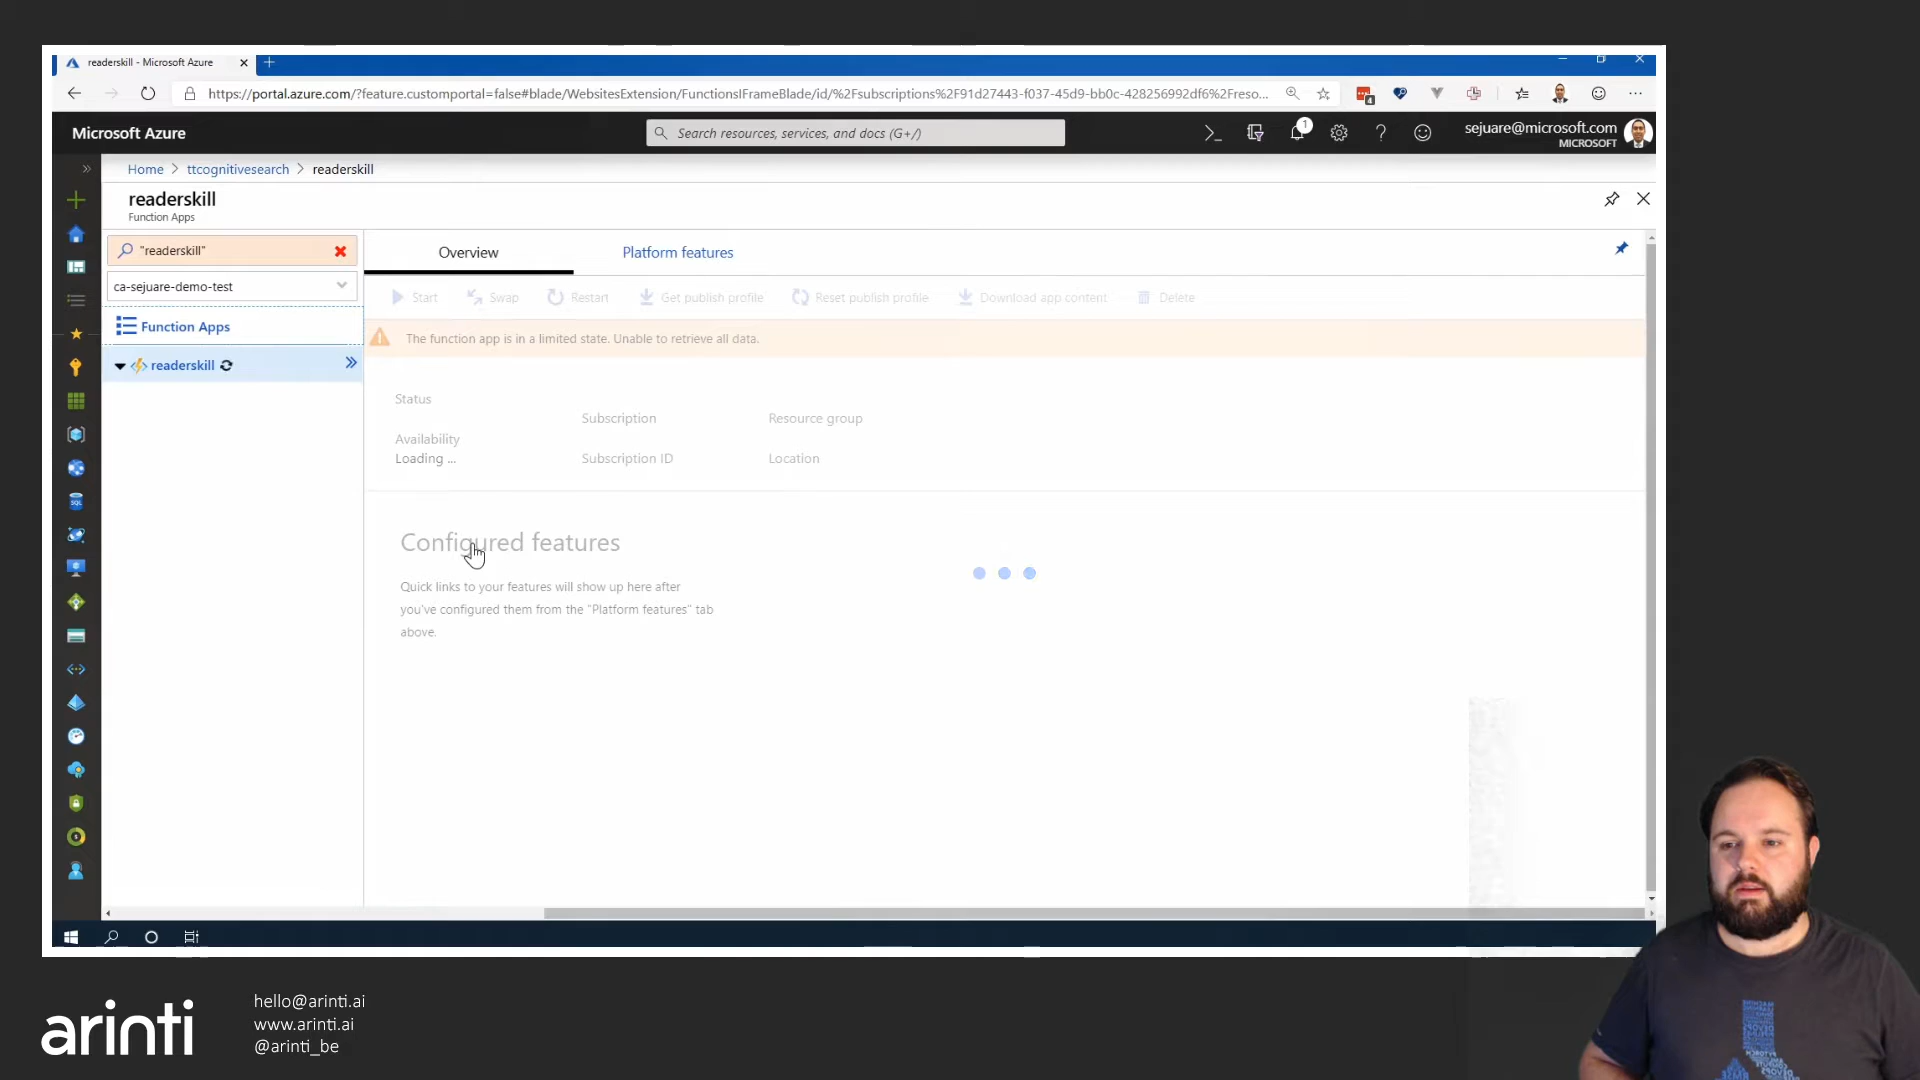 readerskill - Microsoft Azure
https://portal.azure.com/?feature.customportal=false#blade/WebsitesExtension/FunctionsIFrameBlade/id/%2Fsubscriptions%2F91d27443-f037-45d9-bb0c-428256992df6%2Freso...
4
Microsoft Azure
Search resources, services, and docs (G+/)
1
sejuare@microsoft.com
MICROSOFT
Home > ttcognitivesearch > readerskill
readerskill
Function Apps
"readerskill"
ca-sejuare-demo-test
Function Apps
readerskill
Overview
Platform features
Start
Swap
Restart
Get publish profile
Reset publish profile
Download app content
Delete
The function app is in a limited state. Unable to retrieve all data.
Status
Subscription
Resource group
Availability
Loading ...
Subscription ID
Location
Configured features
Quick links to your features will show up here after
you've configured them from the "Platform features" tab
above.
SQL
arinti
hello@arinti.ai
www.arinti.ai
@arinti_be